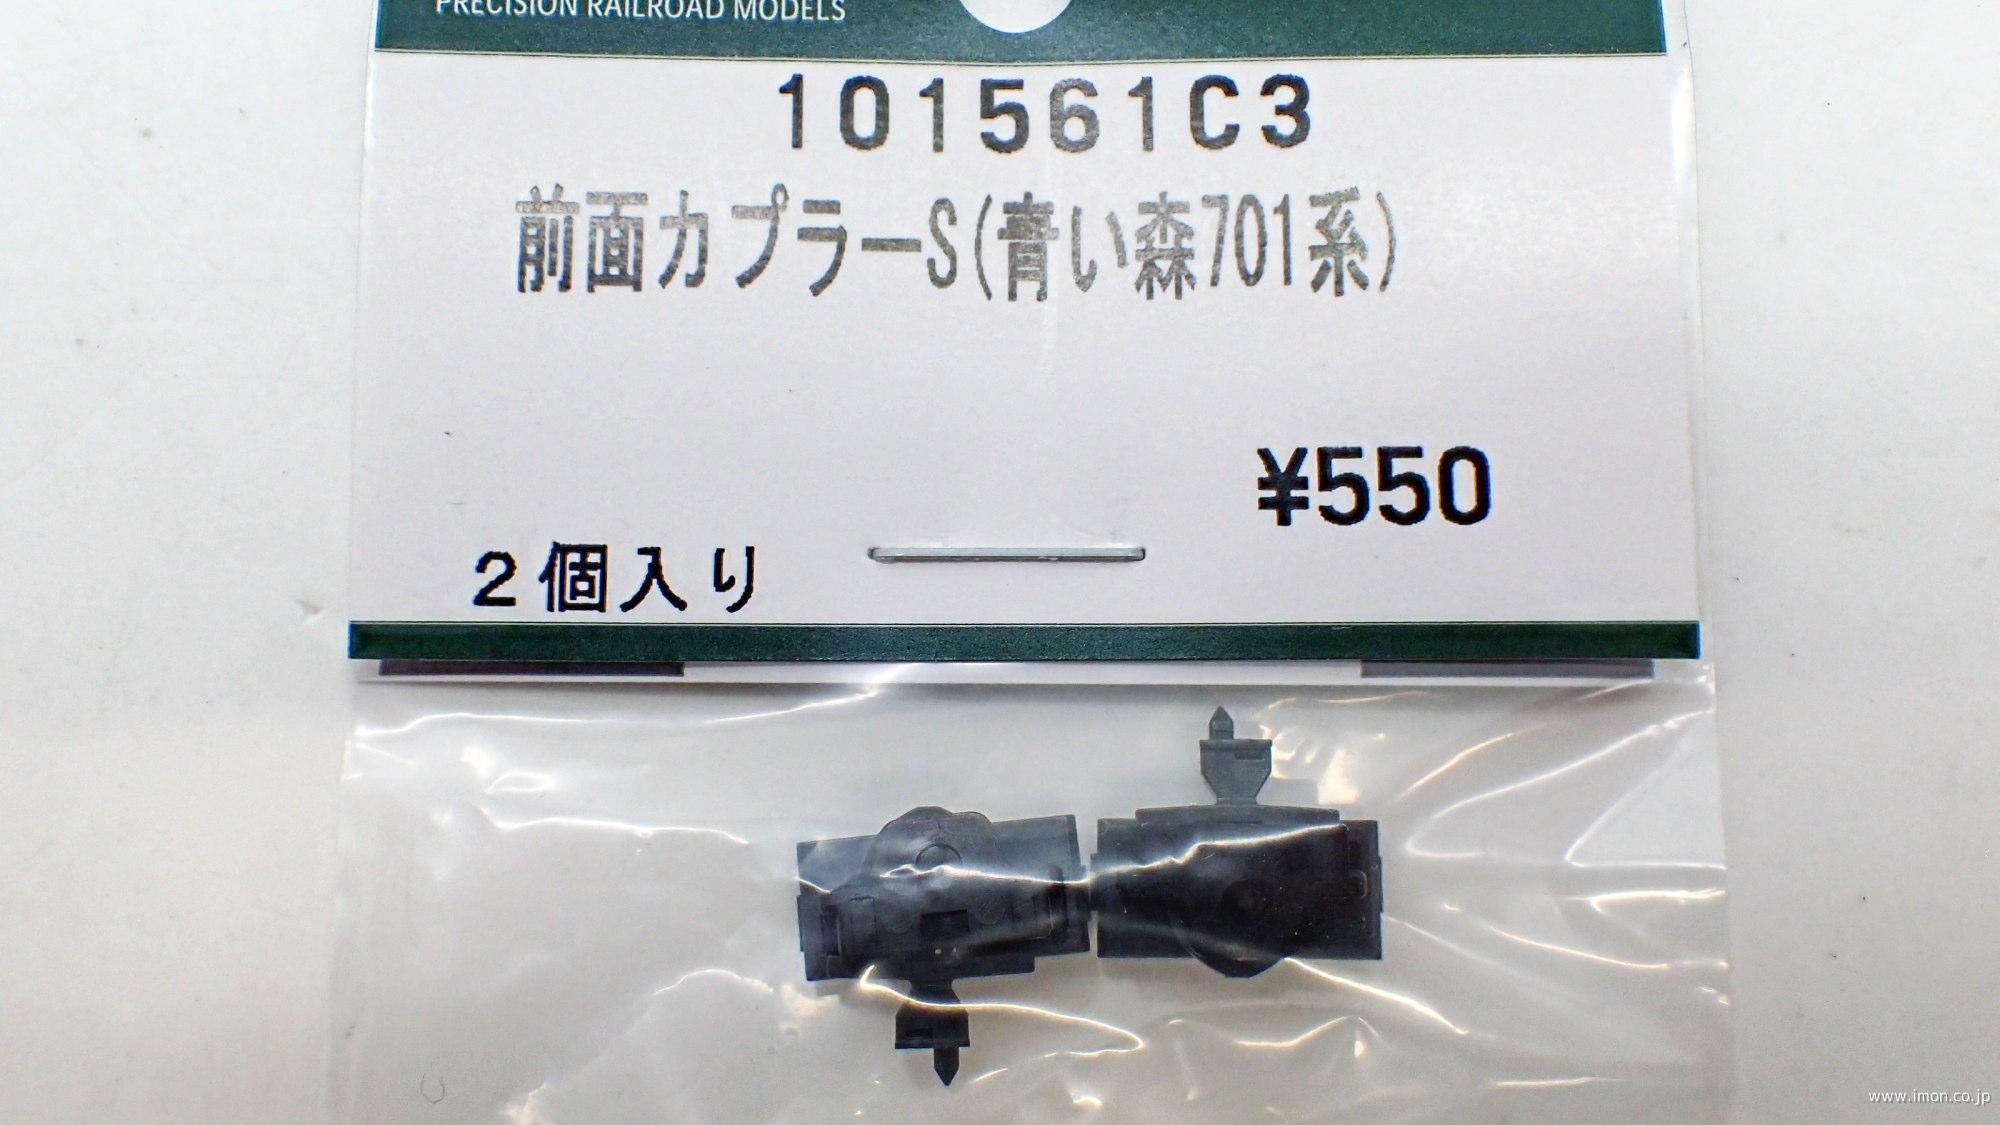 PRECISION RAILROAD MODELS
101561C3
前面カプラーS(青い森701系)
¥550
2個入り
www.imon.co.jp